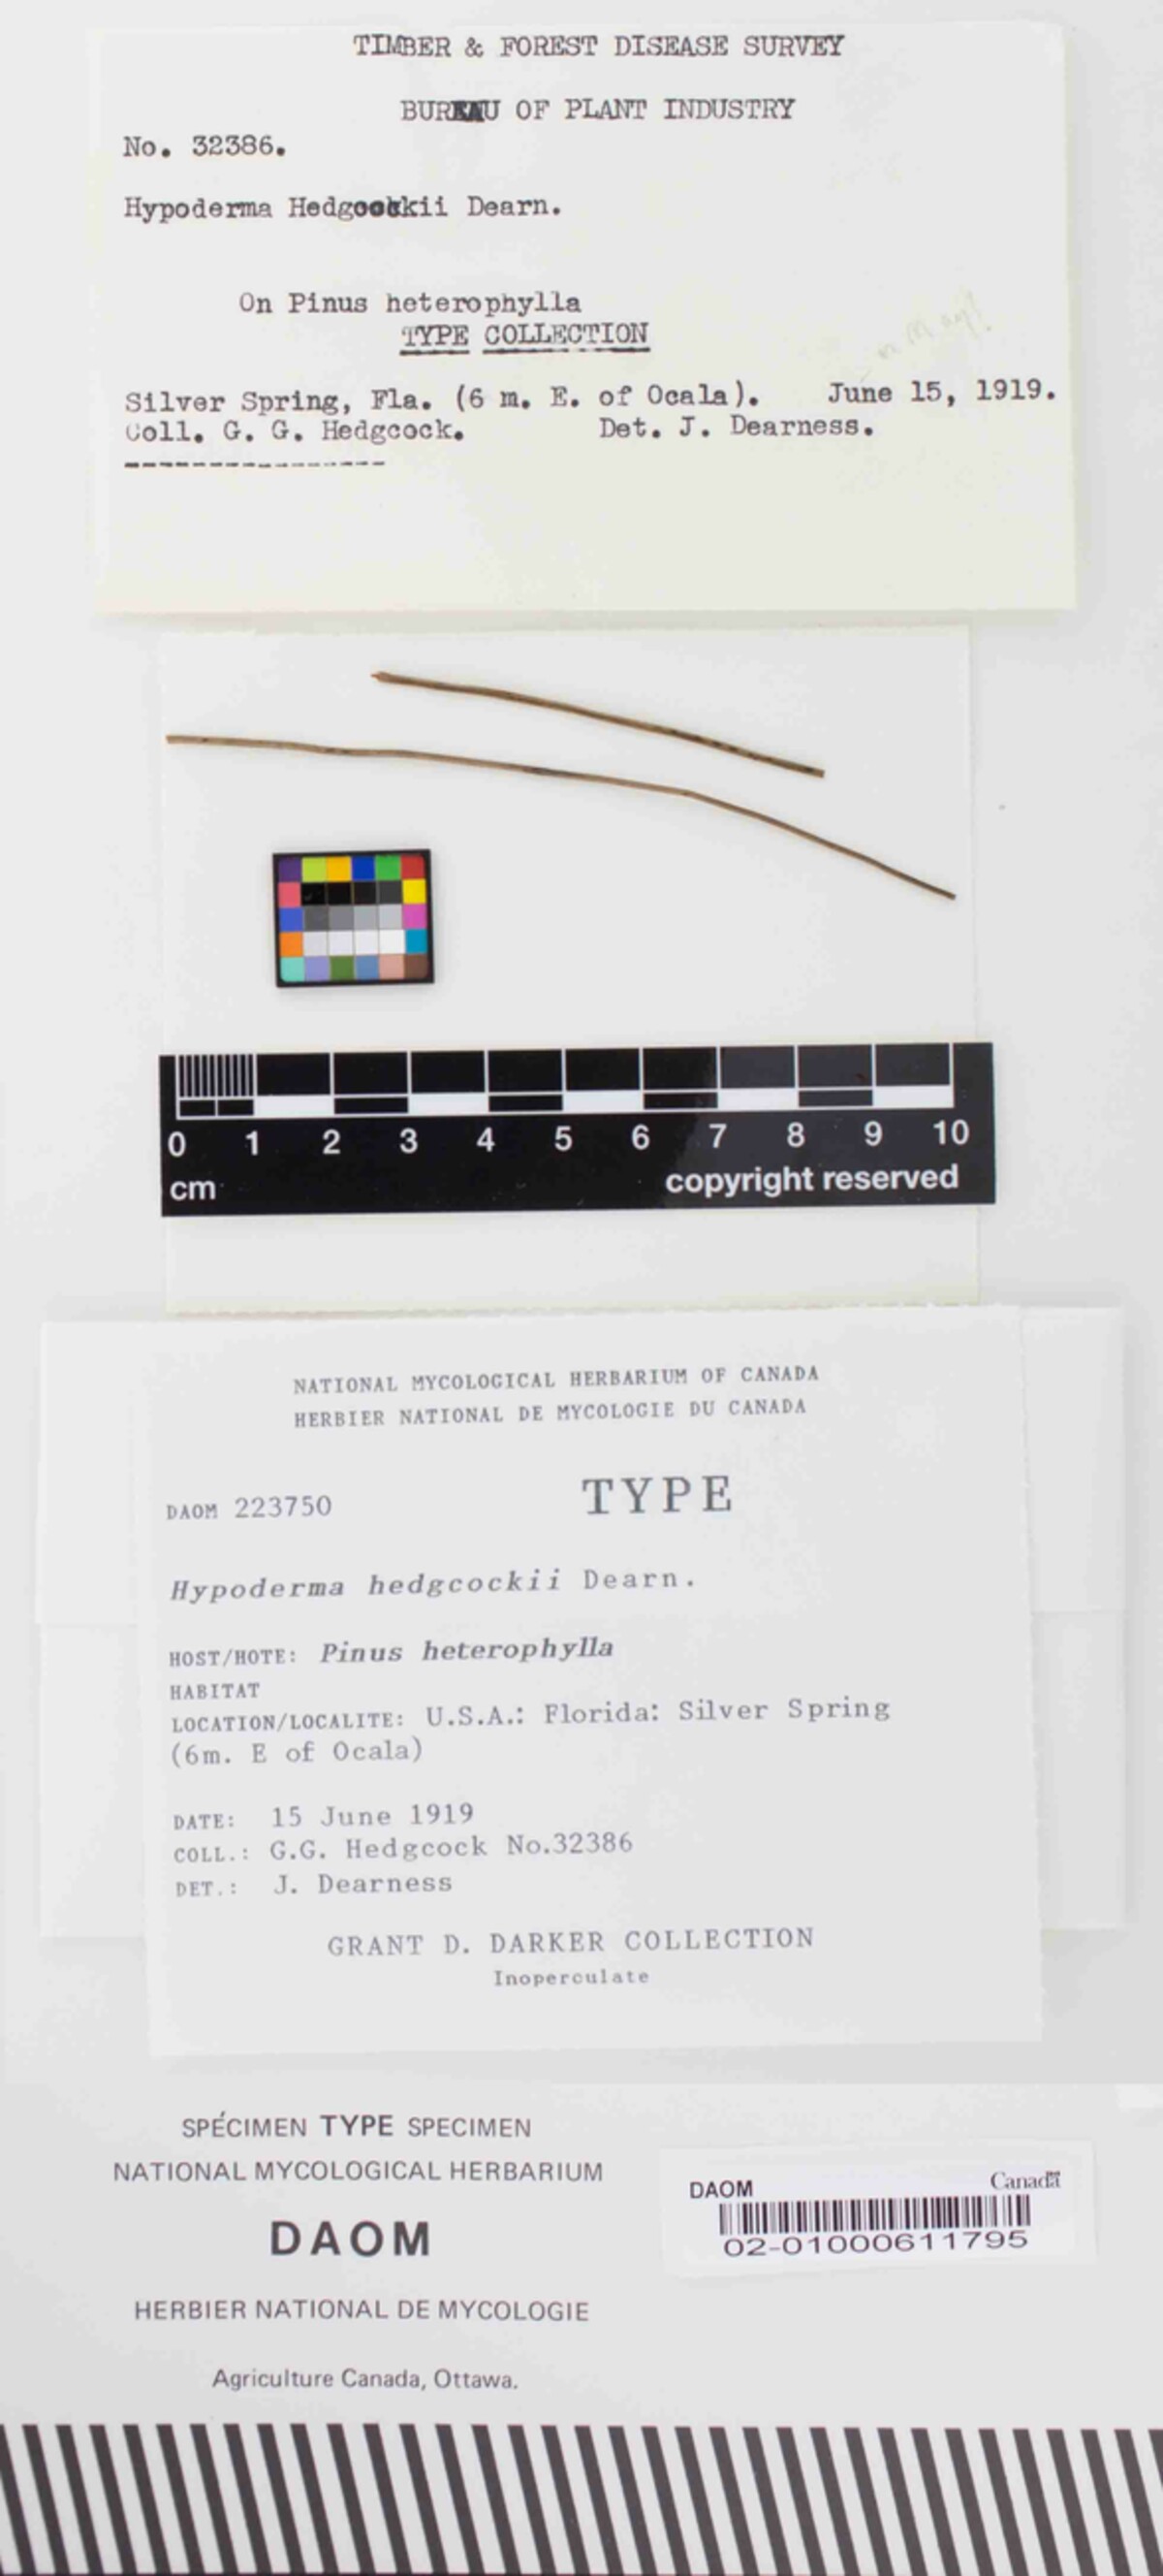 TIMBER & FOREST DISEASE SURVEY
BUREAU OF PLANT INDUSTRY
No. 32386.
Hypoderma Hedgcockii Dearn.
On Pinus heterophylla
TYPE COLLECTION
Silver Spring, Fla. (6 m. E. of Ocala). June 15, 1919.
Coll. G. G. Hedgcock. Det. J. Dearness.
-----------------
0 1 2 3 4 5 6 7 8 9 10
cm copyright reserved
NATIONAL MYCOLOGICAL HERBARIUM OF CANADA
HERBIER NATIONAL DE MYCOLOGIE DU CANADA
DAOM 223750 TYPE
Hypoderma hedgcockii Dearn.
HOST/HOTE: Pinus heterophylla
HABITAT
LOCATION/LOCALITE: U.S.A.: Florida: Silver Spring
(6m. E of Ocala)
DATE: 15 June 1919
COLL.: G.G. Hedgcock No.32386
DET.: J. Dearness
GRANT D. DARKER COLLECTION
Inoperculate
SPÉCIMEN TYPE SPECIMEN
NATIONAL MYCOLOGICAL HERBARIUM
DAOM
HERBIER NATIONAL DE MYCOLOGIE
Agriculture Canada, Ottawa.
DAOM Canada
02-01000611795